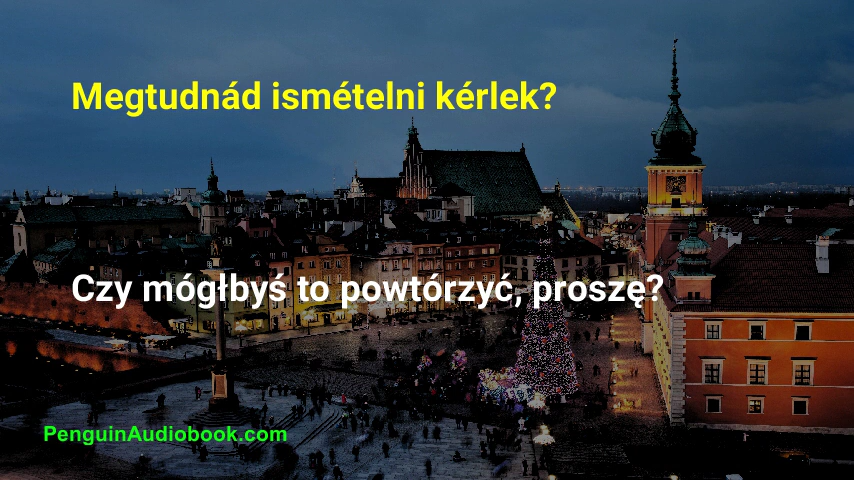 Megtudnád ismételni kérlek?
Czy mógłbyś to powtórzyć, proszę?
PenguinAudiobook.com